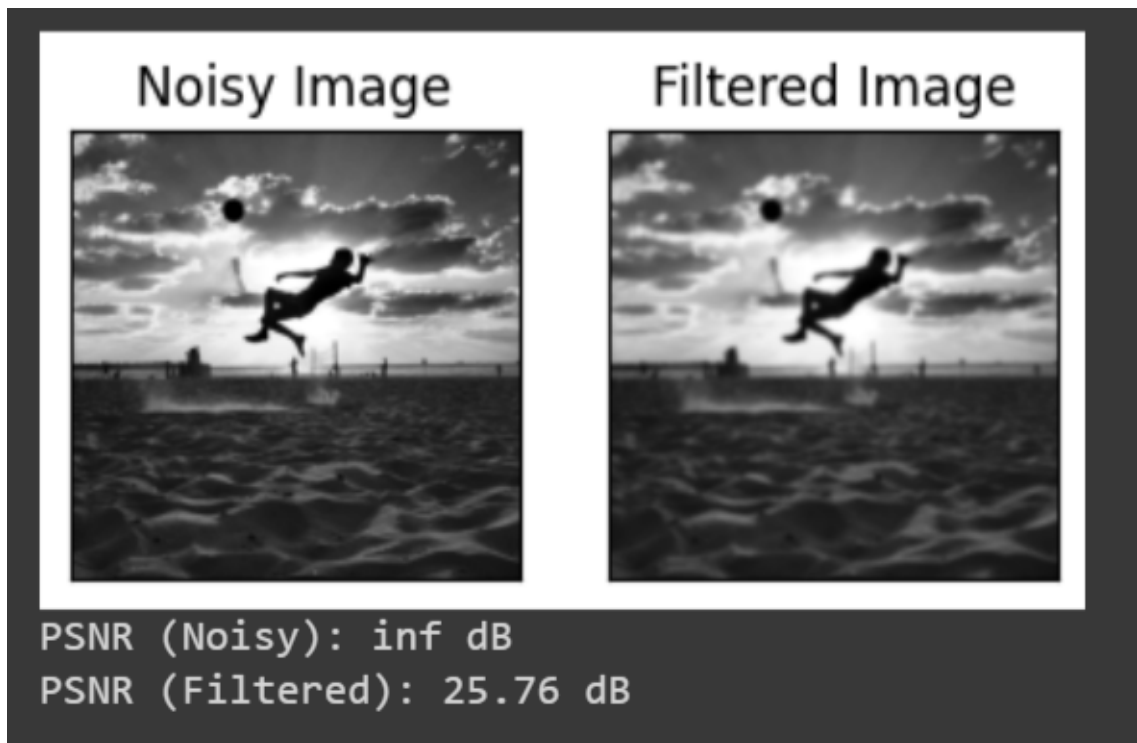 Noisy Image
Filtered Image
PSNR (Noisy): inf dB
PSNR (Filtered): 25.76 dB